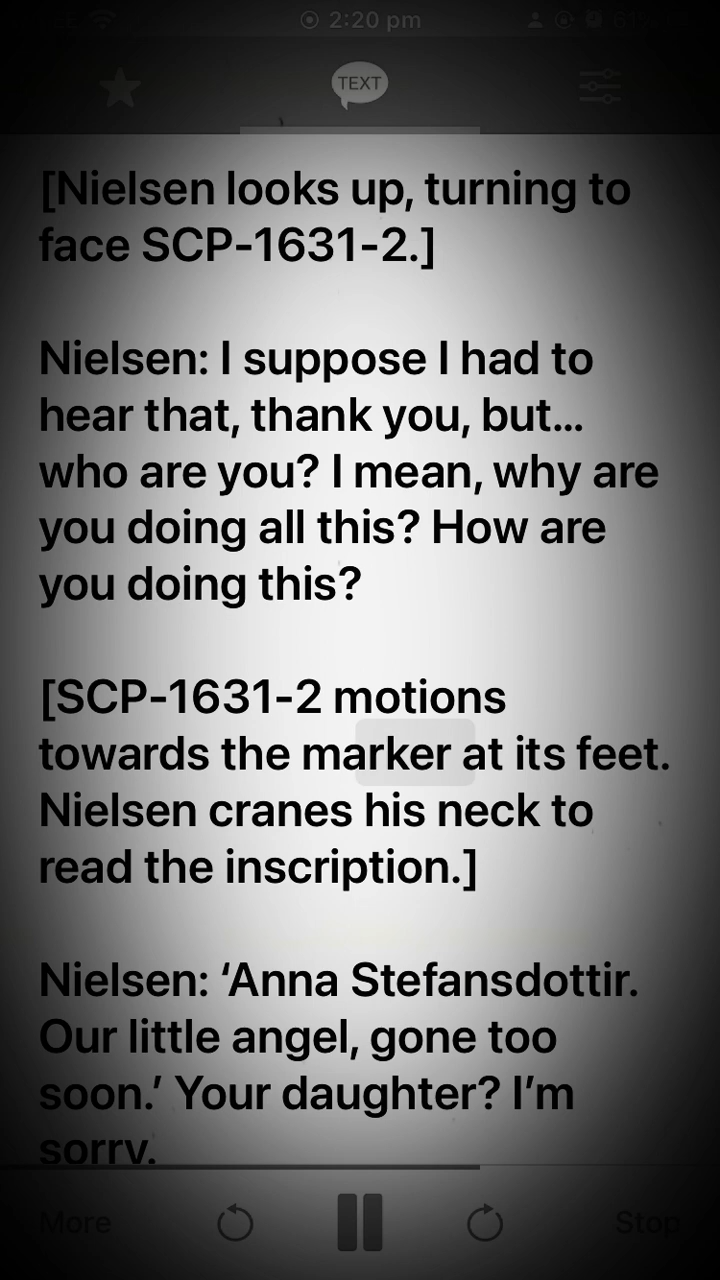 2:20 pm
TEXT
[Nielsen looks up, turning to
face SCP-1631-2.]
Nielsen: I suppose I had to
hear that, thank you, but…
who are you? I mean, why are
you doing all this? How are
you doing this?
[SCP-1631-2 motions
towards the marker at its feet.
Nielsen cranes his neck to
read the inscription.]
Nielsen: ‘Anna Stefansdottir.
Our little angel, gone too
soon.’ Your daughter? I’m
sorry.
More
Stop